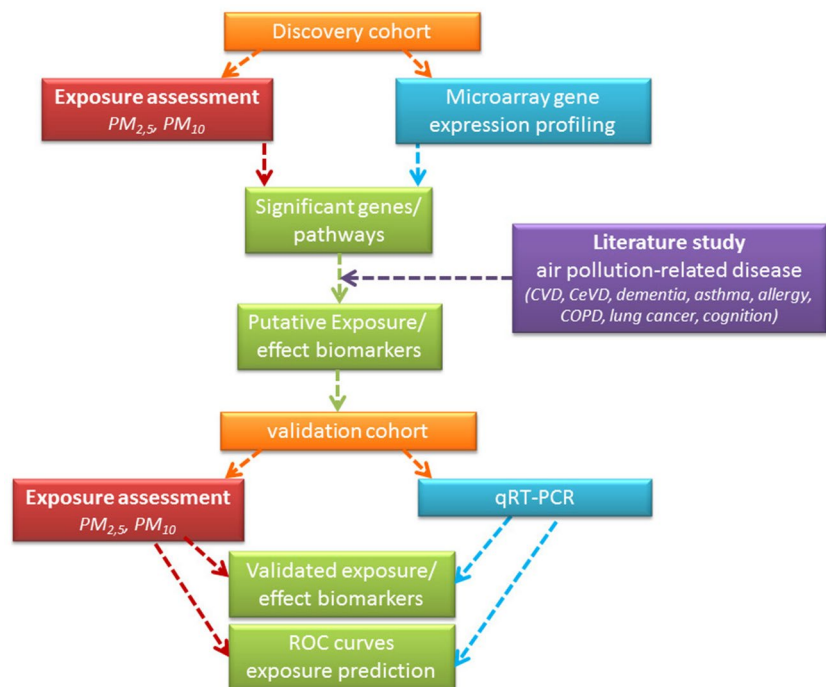 Discovery cohort
Exposure assessment
PM2,5, PM10
Microarray gene
expression profiling
Significant genes/
pathways
Literature study
air pollution-related disease
(CVD, CeVD, dementia, asthma, allergy,
COPD, lung cancer, cognition)
Putative Exposure/
effect biomarkers
validation cohort
Exposure assessment
PM2,5, PM10
qRT-PCR
Validated exposure/
effect biomarkers
ROC curves
exposure prediction